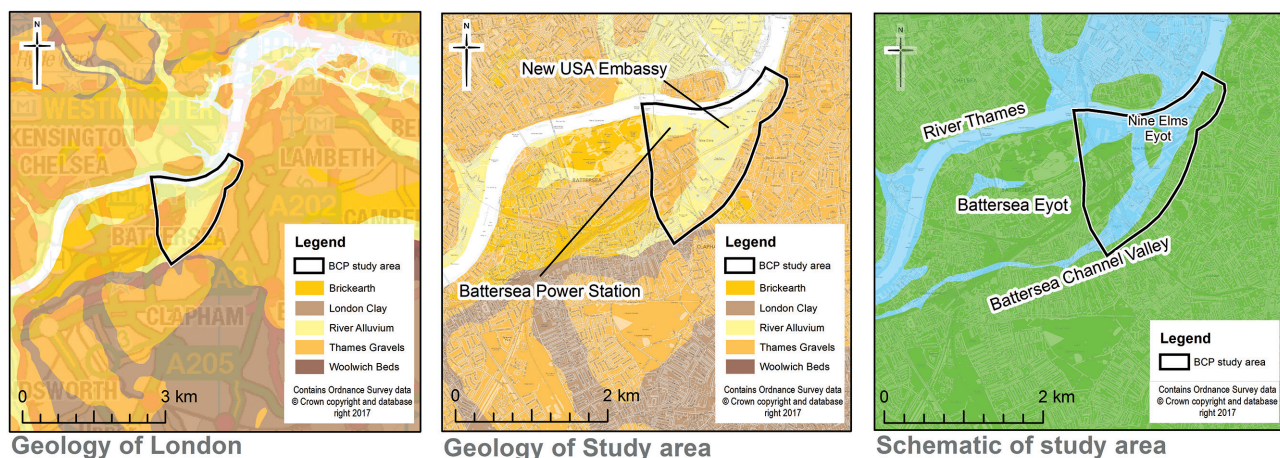 N
WESTMINSTER
KENSINGTON
CHELSEA
LAMBETH
A202
BATTERSEA
A3
CLAPHAM
A205
Legend
BCP study area
Brickearth
London Clay
River Alluvium
Thames Gravels
Woolwich Beds
Contains Ordnance Survey data
© Crown copyright and database
right 2017
0 3 km
Geology of London
N
New USA Embassy
BATTERSEA
Battersea Power Station
Legend
BCP study area
Brickearth
London Clay
River Alluvium
Thames Gravels
Woolwich Beds
Contains Ordnance Survey data
© Crown copyright and database
right 2017
0 2 km
Geology of Study area
N
CHELSEA
River Thames
Nine Elms
Eyot
Battersea Eyot
Battersea Channel Valley
Legend
BCP study area
Contains Ordnance Survey data
© Crown copyright and database
right 2017
0 2 km
Schematic of study area